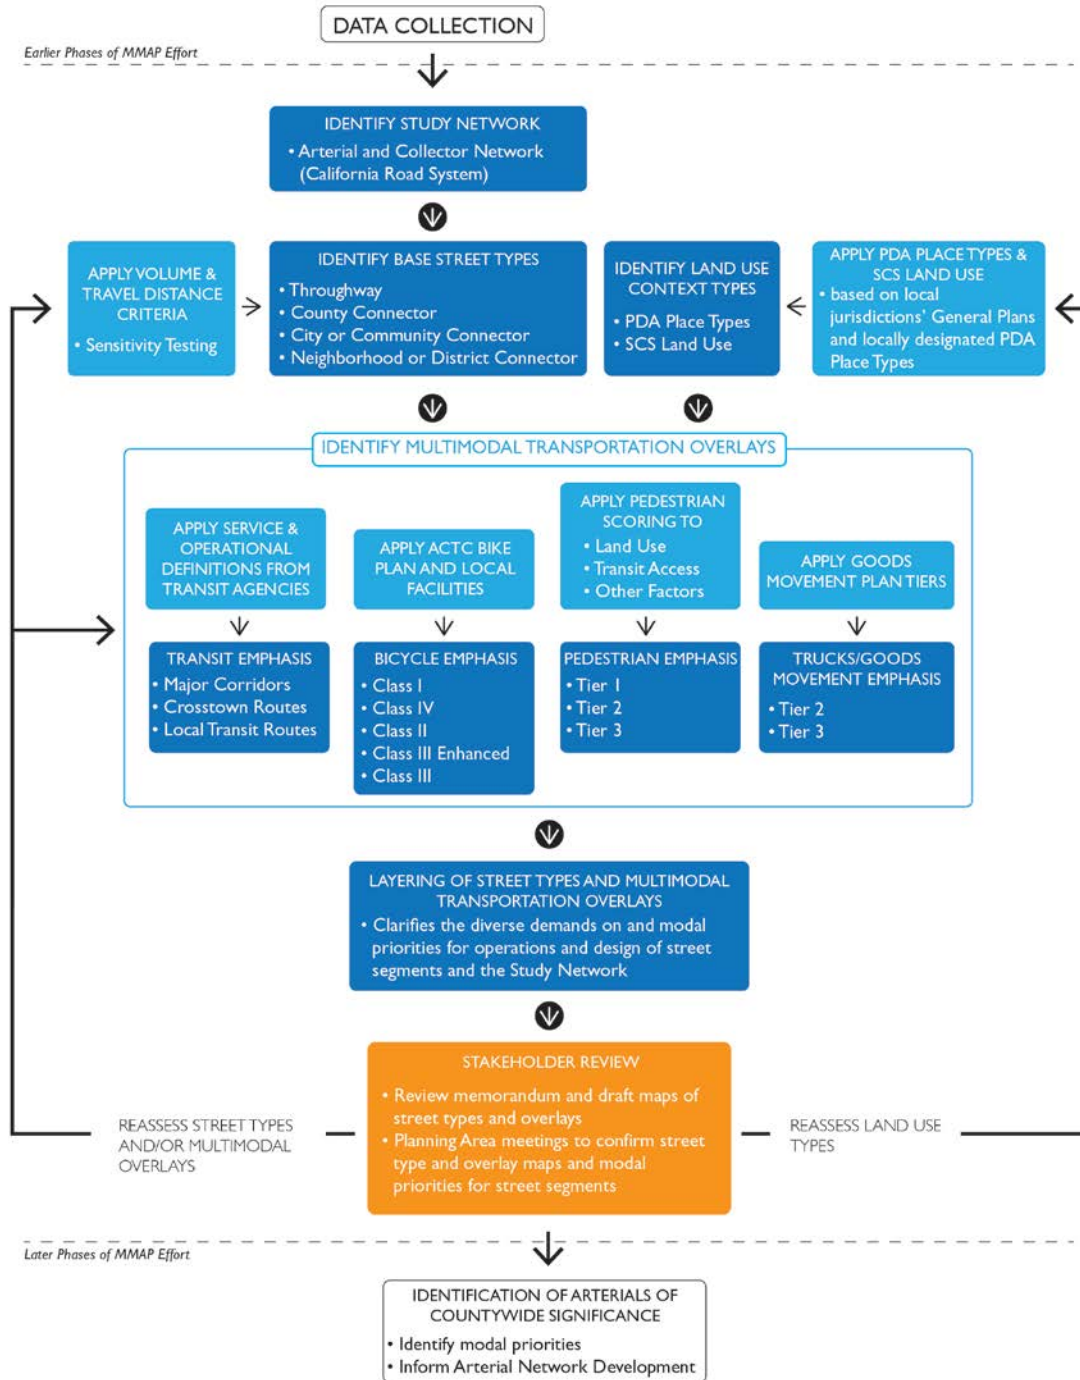 DATA COLLECTION
Earlier Phases of MMAP Effort
IDENTIFY STUDY NETWORK
• Arterial and Collector Network
(California Road System)
APPLY VOLUME &
TRAVEL DISTANCE
CRITERIA
• Sensitivity Testing
IDENTIFY BASE STREET TYPES
• Throughway
• County Connector
• City or Community Connector
• Neighborhood or District Connector
IDENTIFY LAND USE
CONTEXT TYPES
• PDA Place Types
• SCS Land Use
APPLY PDA PLACE TYPES &
SCS LAND USE
• based on local
jurisdictions' General Plans
and locally designated PDA
Place Types
IDENTIFY MULTIMODAL TRANSPORTATION OVERLAYS
APPLY SERVICE &
OPERATIONAL
DEFINITIONS FROM
TRANSIT AGENCIES
APPLY ACTC BIKE
PLAN AND LOCAL
FACILITIES
APPLY PEDESTRIAN
SCORING TO
• Land Use
• Transit Access
• Other Factors
APPLY GOODS
MOVEMENT PLAN TIERS
TRANSIT EMPHASIS
• Major Corridors
• Crosstown Routes
• Local Transit Routes
BICYCLE EMPHASIS
• Class I
• Class IV
• Class II
• Class III Enhanced
• Class III
PEDESTRIAN EMPHASIS
• Tier 1
• Tier 2
• Tier 3
TRUCKS/GOODS
MOVEMENT EMPHASIS
• Tier 2
• Tier 3
LAYERING OF STREET TYPES AND MULTIMODAL
TRANSPORTATION OVERLAYS
• Clarifies the diverse demands on and modal
priorities for operations and design of street
segments and the Study Network
STAKEHOLDER REVIEW
• Review memorandum and draft maps of
street types and overlays
• Planning Area meetings to confirm street
type and overlay maps and modal
priorities for street segments
REASSESS STREET TYPES
AND/OR MULTIMODAL
OVERLAYS
REASSESS LAND USE
TYPES
Later Phases of MMAP Effort
IDENTIFICATION OF ARTERIALS OF
COUNTYWIDE SIGNIFICANCE
• Identify modal priorities
• Inform Arterial Network Development